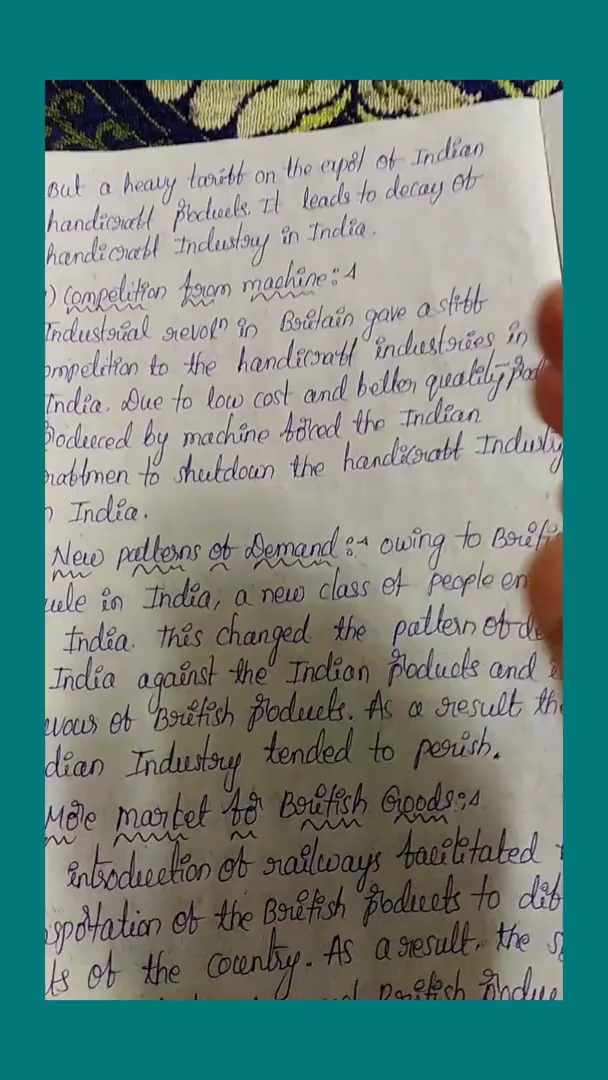 But a heavy tariff on the export of Indian
handicraft products. It leads to decay of
handicraft Industry in India.
) Competition from machine :-
Industrial revoln in Britain gave a stiff
ompetition to the handicraft industries in
India. Due to low cost and better quality prod
produced by machine forced the Indian
raftmen to shutdown the handicraft Industry
n India.
New patterns of Demand :- owing to British
rule in India, a new class of people em
India. This changed the pattern of de
India against the Indian products and i
vour of British products. As a result, the
dian Industry tended to perish.
More market for British Goods :-
introduction of railways facilitated
sportation of the British products to dif
ts of the country. As a result, the s
British produc